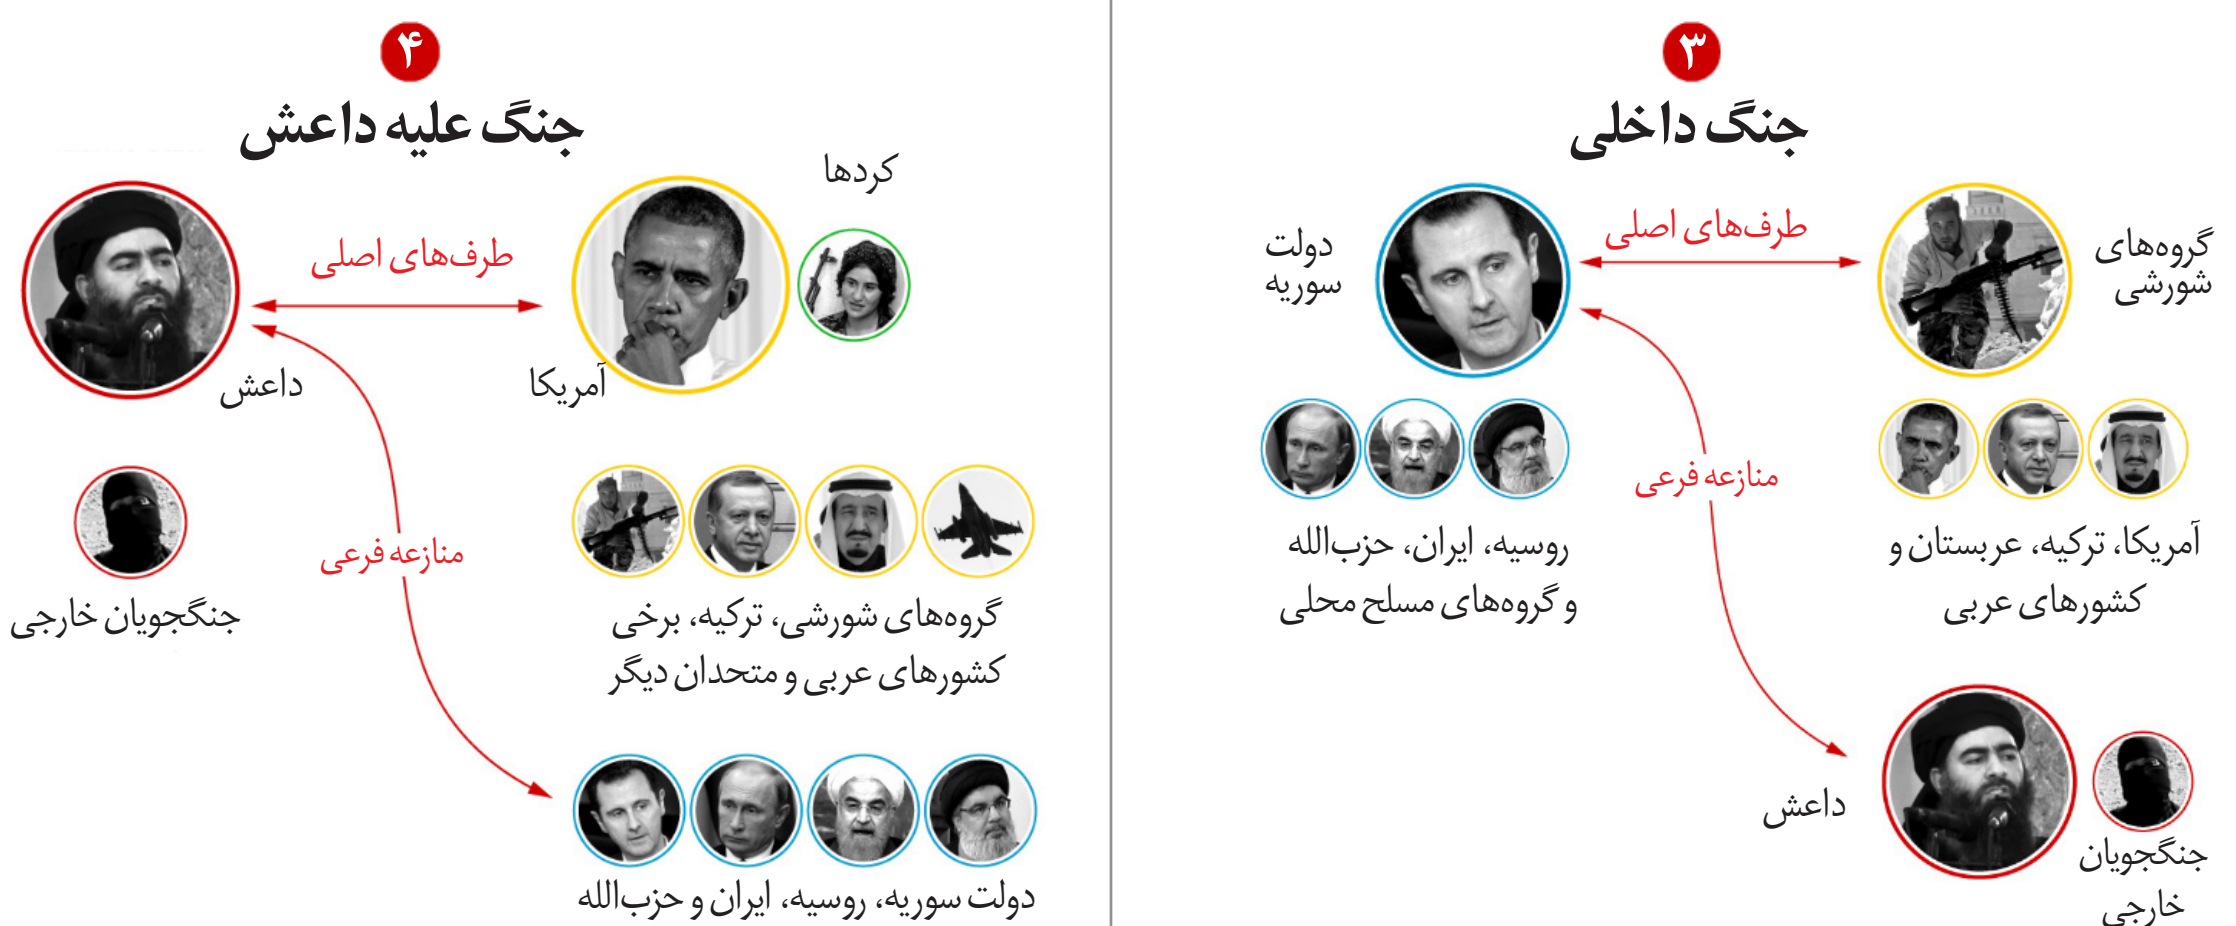 ۳
جنگ داخلی
گروه‌های
شورشی
طرف‌های اصلی
دولت
سوریه
آمریکا، ترکیه، عربستان و
کشورهای عربی
منازعه فرعی
روسیه، ایران، حزب‌الله
و گروه‌های مسلح محلی
داعش
جنگجویان
خارجی
۴
جنگ علیه داعش
کردها
آمریکا
طرف‌های اصلی
داعش
گروه‌های شورشی، ترکیه، برخی
کشورهای عربی و متحدان دیگر
منازعه فرعی
جنگجویان خارجی
دولت سوریه، روسیه، ایران و حزب‌الله